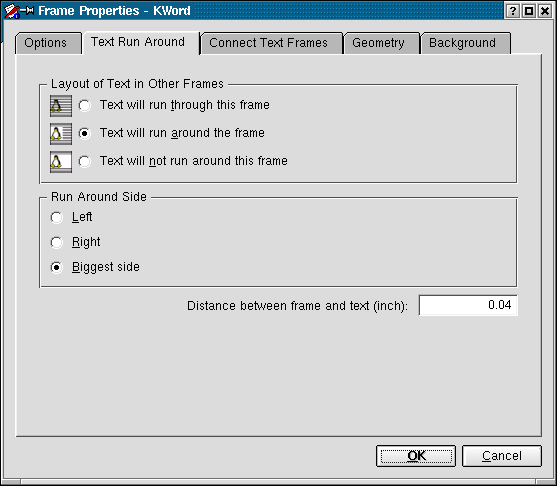 Frame Properties - KWord
Options Text Run Around Connect Text Frames Geometry Background
Layout of Text in Other Frames
Text will run through this frame
Text will run around the frame
Text will not run around this frame
Run Around Side
Left
Right
Biggest side
Distance between frame and text (inch): 0.04
OK Cancel